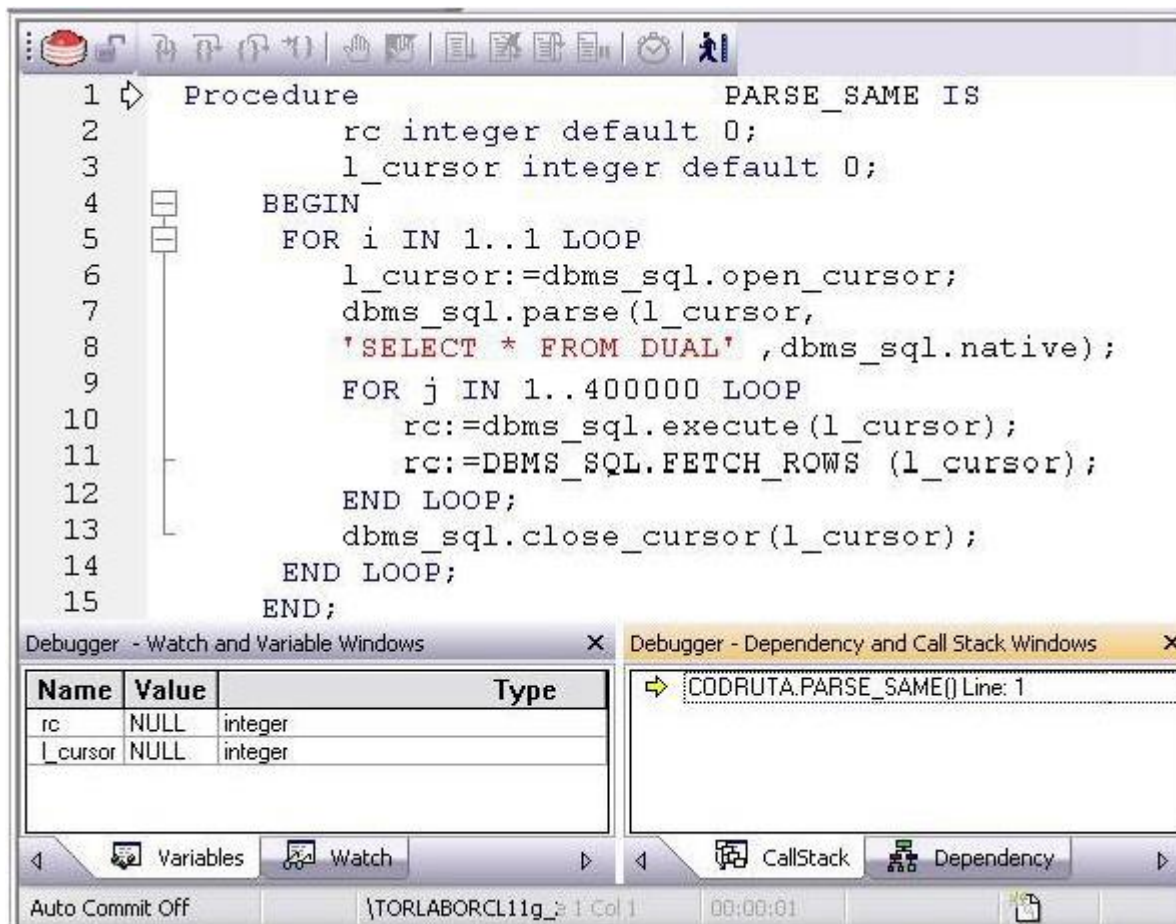 1 Procedure PARSE_SAME IS
2 rc integer default 0;
3 l_cursor integer default 0;
4 BEGIN
5 FOR i IN 1..1 LOOP
6 l_cursor:=dbms_sql.open_cursor;
7 dbms_sql.parse(l_cursor,
8 'SELECT * FROM DUAL' ,dbms_sql.native);
9 FOR j IN 1..400000 LOOP
10 rc:=dbms_sql.execute(l_cursor);
11 rc:=DBMS_SQL.FETCH_ROWS (l_cursor);
12 END LOOP;
13 dbms_sql.close_cursor(l_cursor);
14 END LOOP;
15 END;
Debugger - Watch and Variable Windows
Name Value Type
rc NULL integer
l_cursor NULL integer
Variables Watch
Debugger - Dependency and Call Stack Windows
CODRUTA.PARSE_SAME() Line: 1
CallStack Dependency
Auto Commit Off \TORLABORCL11g_ 1 Col 1 00:00:01